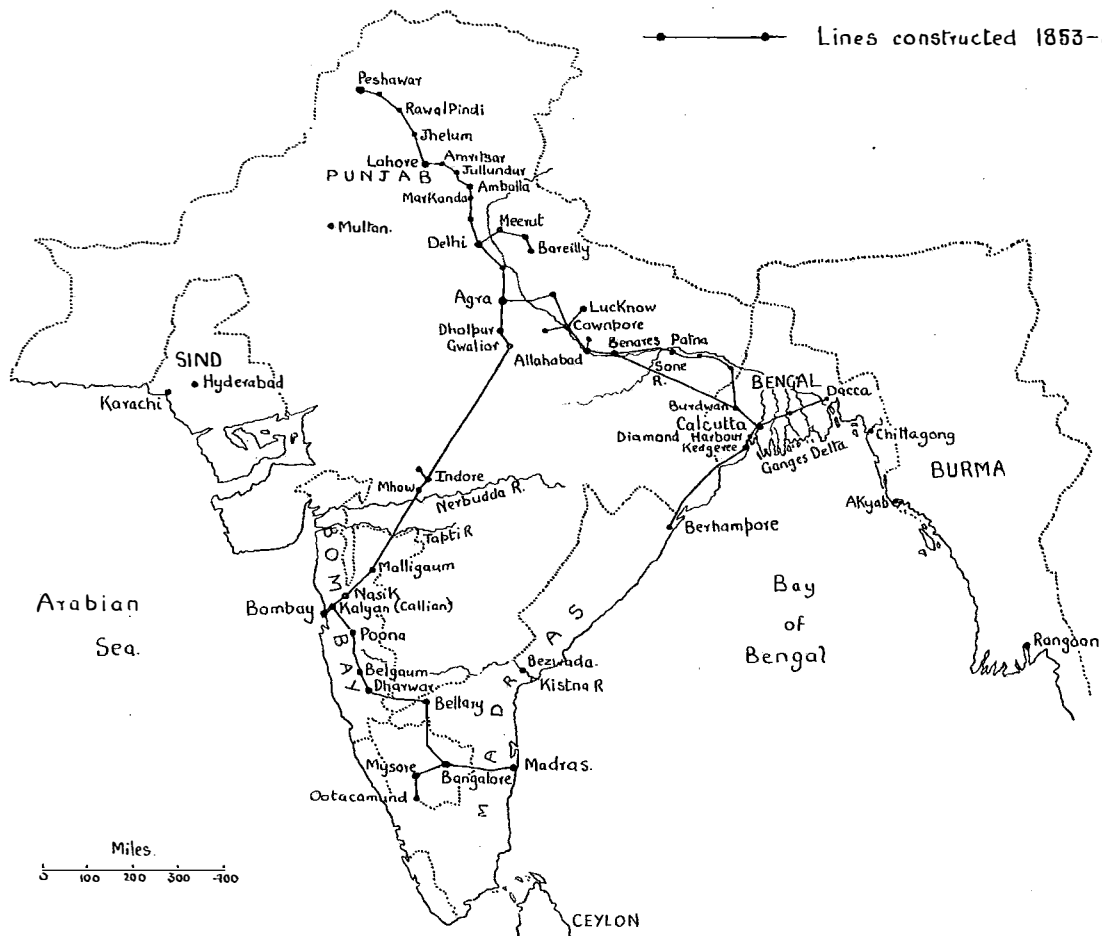 Lines constructed 1853-
Peshawar
RawalPindi
Jhelum
Lahore
Amritsar
PUNJAB
Jullundur
Amballa
Markanda
Multan.
Meerut
Delhi
Bareilly
Agra
Lucknow
Cawnpore
Dholpur
Gwalior
Allahabad
Benares
Patna
Sone
R.
SIND
Hyderabad
Karachi
BENGAL
Dacca
Burdwan
Calcutta
Diamond Harbour
Kedgeree
Ganges Delta
Chittagong
BURMA
Akyab
Indore
Mhow
Nerbudda R.
Tapti R
Berhampore
Malligaum
Nasik
Kalyan (Callian)
Bombay
BOMBAY
Poona
Arabian
Sea.
Bay
of
Bengal
Rangoon
Belgaum
Dharwar
Bezwada.
Kistna R
Bellary
MADRAS
Mysore
Bangalore
Madras.
Ootacamund
Miles.
0 100 200 300 400
CEYLON